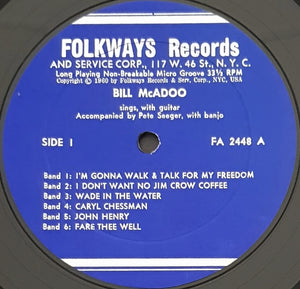 FOLKWAYS Records
AND SERVICE CORP., 117 W. 46 St., N. Y. C.
Long Playing Non-Breakable Micro Groove 33⅓ RPM
Copyright © 1960 by Folkways Rec. & Serv. Corp., NYC, USA
BILL McADOO
sings, with guitar
Accompanied by Pete Seeger, with banjo
SIDE I
FA 2448 A
Band 1: I'M GONNA WALK & TALK FOR MY FREEDOM
Band 2: I DON'T WANT NO JIM CROW COFFEE
Band 3: WADE IN THE WATER
Band 4: CARYL CHESSMAN
Band 5: JOHN HENRY
Band 6: FARE THEE WELL